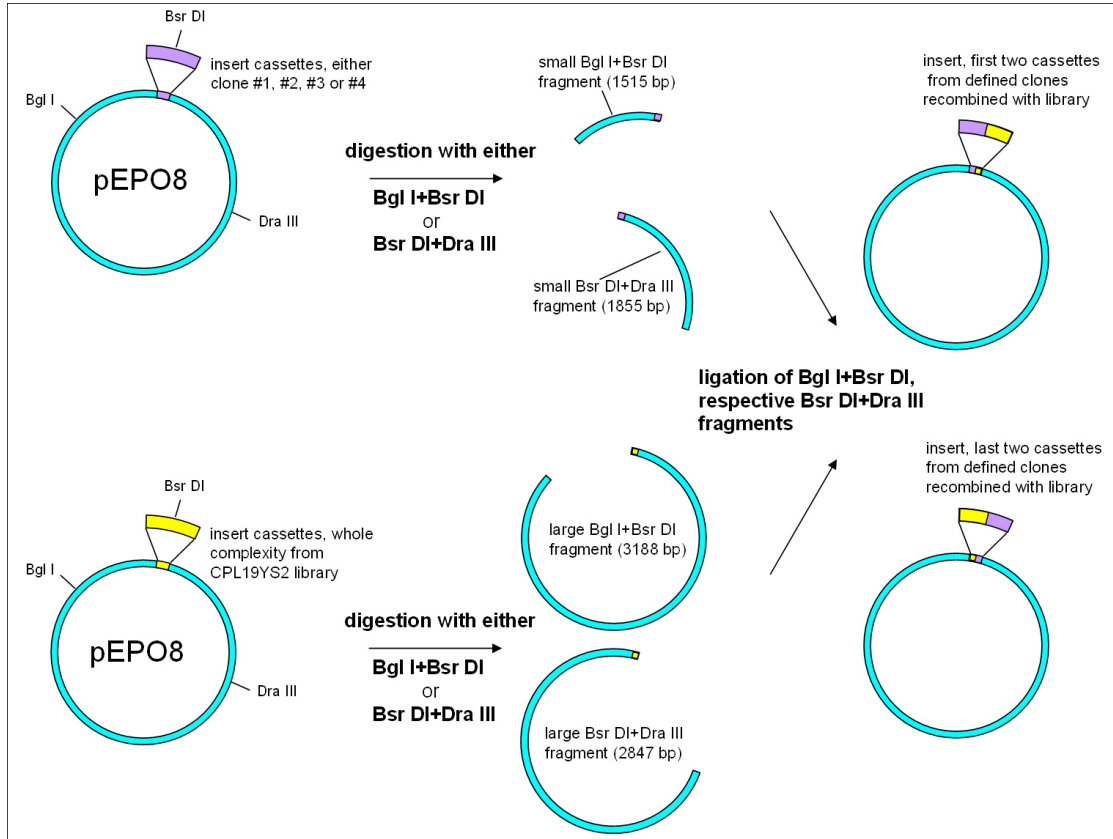 Bsr DI
insert cassettes, either
clone #1, #2, #3 or #4
Bgl I
pEPO8
Dra III
digestion with either
Bgl I+Bsr DI
or
Bsr DI+Dra III
small Bgl I+Bsr DI
fragment (1515 bp)
small Bsr DI+Dra III
fragment (1855 bp)
insert, first two cassettes
from defined clones
recombined with library
ligation of Bgl I+Bsr DI,
respective Bsr DI+Dra III
fragments
Bsr DI
insert cassettes, whole
complexity from
CPL19YS2 library
Bgl I
pEPO8
Dra III
digestion with either
Bgl I+Bsr DI
or
Bsr DI+Dra III
large Bgl I+Bsr DI
fragment (3188 bp)
large Bsr DI+Dra III
fragment (2847 bp)
insert, last two cassettes
from defined clones
recombined with library